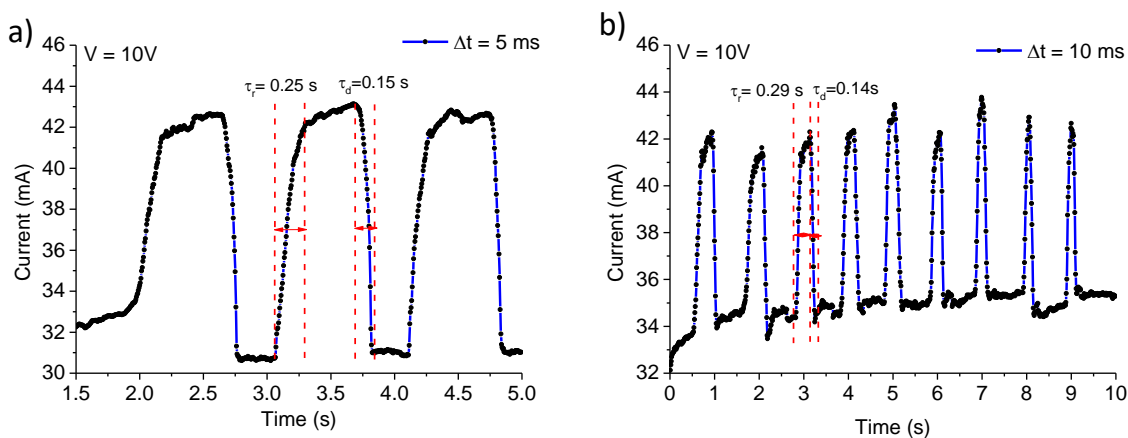 a)
V = 10V
Δt = 5 ms
τr= 0.25 s
τd=0.15 s
46
44
42
40
38
36
34
32
30
Current (mA)
1.5 2.0 2.5 3.0 3.5 4.0 4.5 5.0
Time (s)
b)
V = 10V
Δt = 10 ms
τr= 0.29 s
τd=0.14s
46
44
42
40
38
36
34
32
Current (mA)
0 1 2 3 4 5 6 7 8 9 10
Time (s)